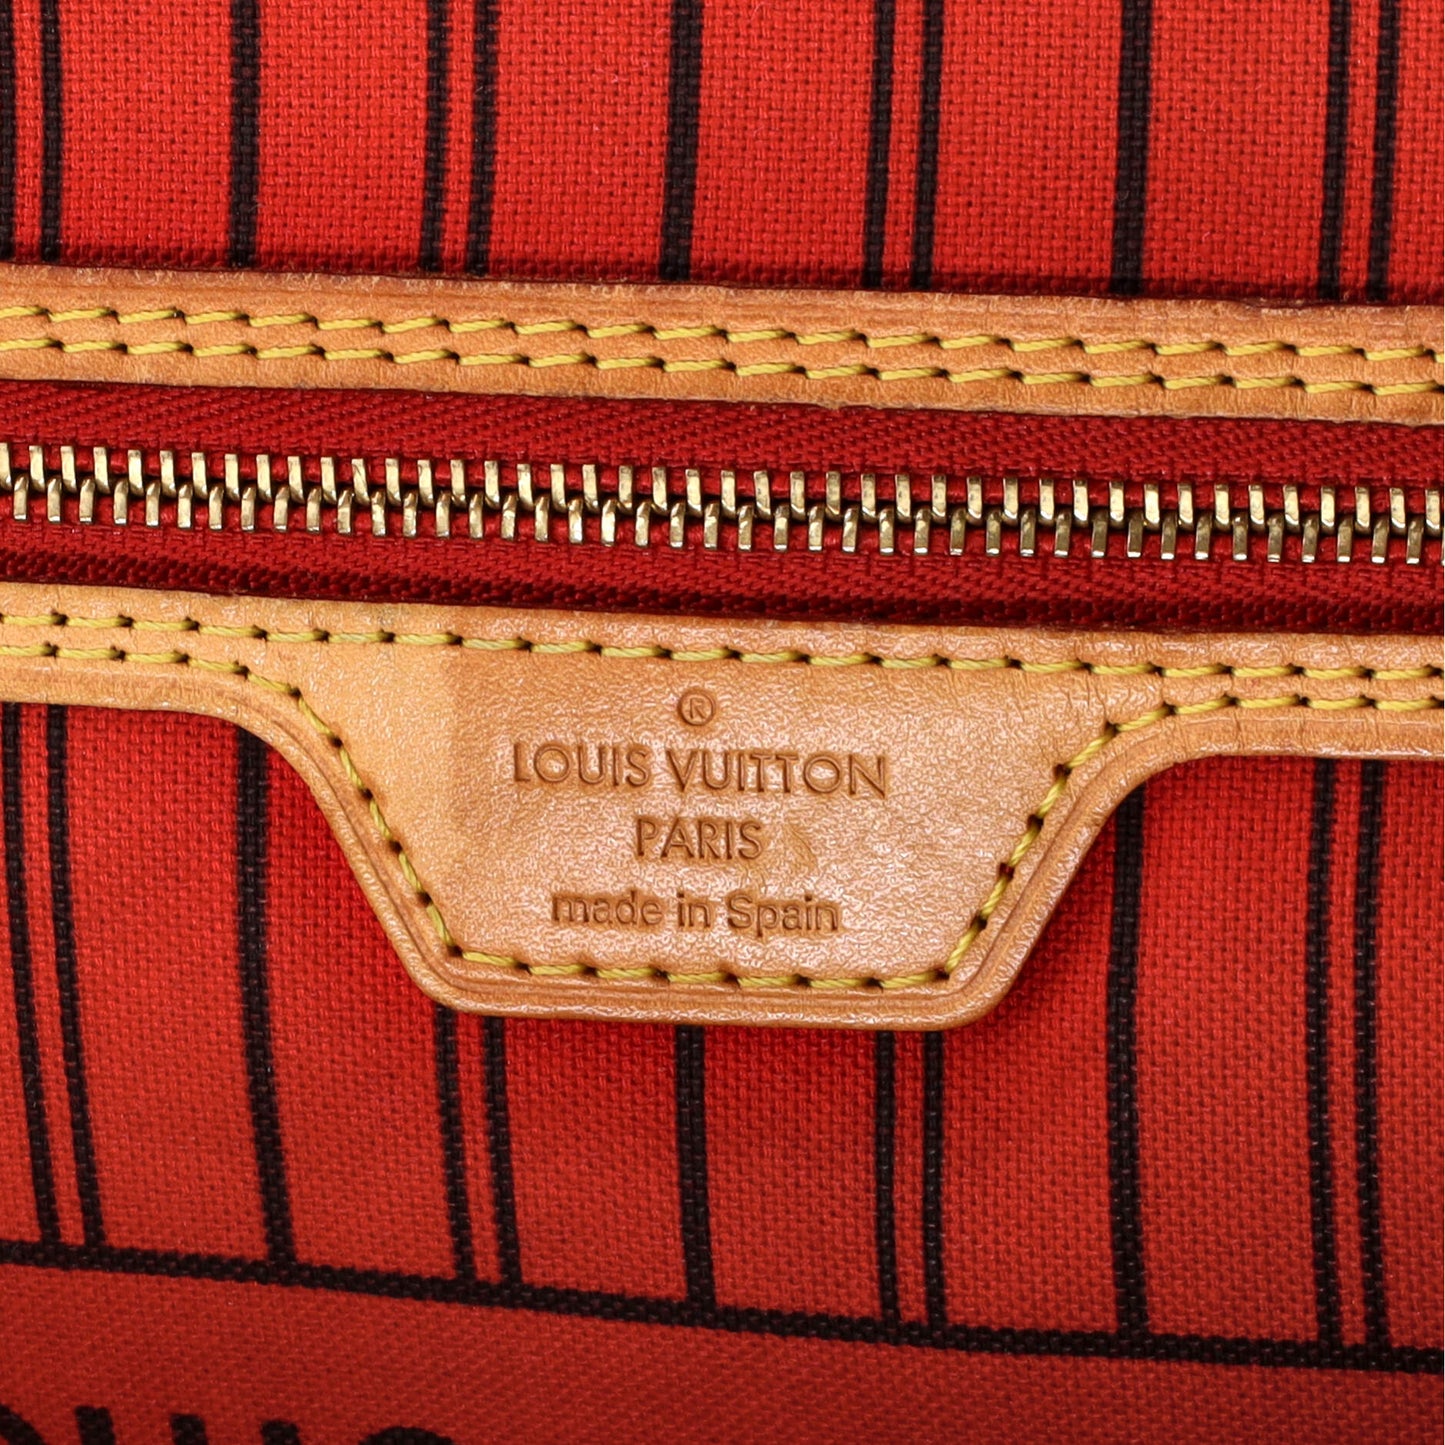 ®
LOUIS VUITTON
PARIS
made in Spain